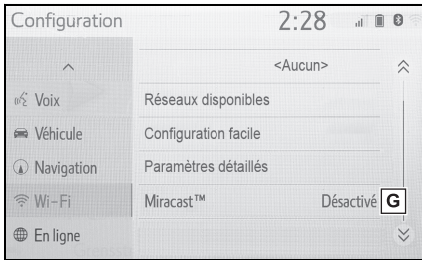 Configuration 2:28
<Aucun>
Voix
Réseaux disponibles
Véhicule
Configuration facile
Navigation
Paramètres détaillés
Wi-Fi
Miracast™ Désactivé G
En ligne